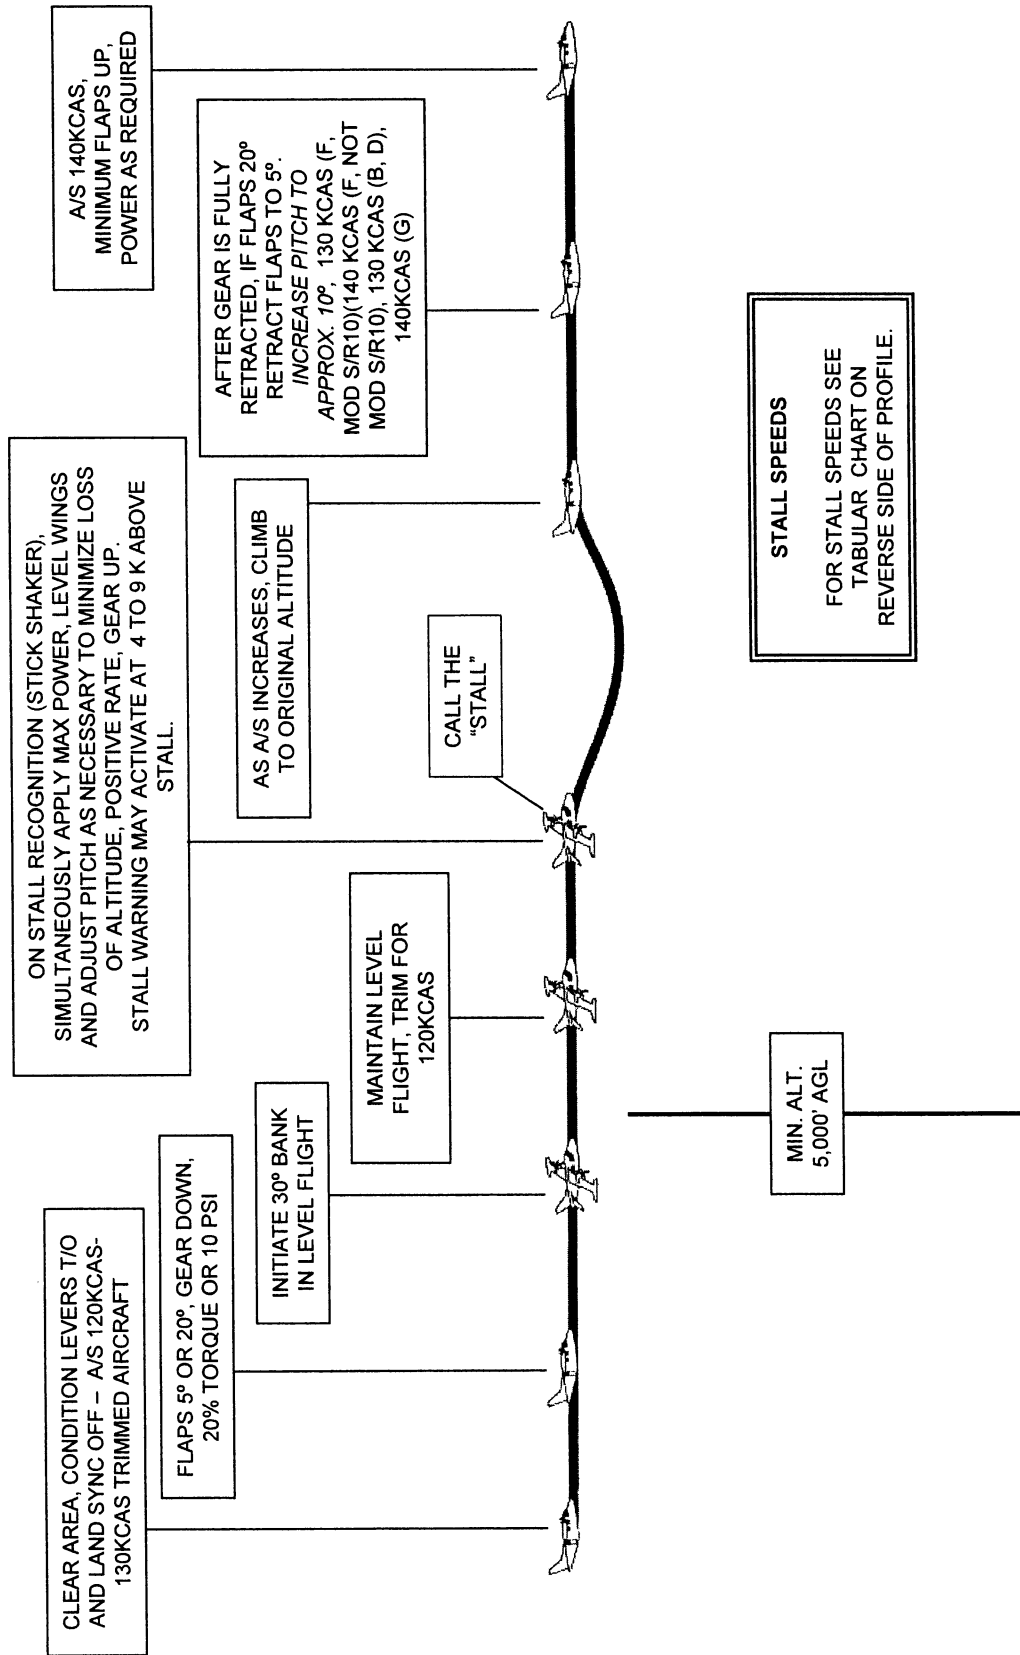 CLEAR AREA, CONDITION LEVERS T/O
AND LAND SYNC OFF – A/S 120KCAS-
130KCAS TRIMMED AIRCRAFT
FLAPS 5º OR 20º, GEAR DOWN,
20% TORQUE OR 10 PSI
INITIATE 30º BANK
IN LEVEL FLIGHT
MAINTAIN LEVEL
FLIGHT, TRIM FOR
120KCAS
ON STALL RECOGNITION (STICK SHAKER),
SIMULTANEOUSLY APPLY MAX POWER, LEVEL WINGS
AND ADJUST PITCH AS NECESSARY TO MINIMIZE LOSS
OF ALTITUDE, POSITIVE RATE, GEAR UP.
STALL WARNING MAY ACTIVATE AT 4 TO 9 K ABOVE
STALL.
CALL THE
“STALL”
AS A/S INCREASES, CLIMB
TO ORIGINAL ALTITUDE
AFTER GEAR IS FULLY
RETRACTED, IF FLAPS 20º
RETRACT FLAPS TO 5º.
INCREASE PITCH TO
APPROX. 10º, 130 KCAS (F,
MOD S/R10)(140 KCAS (F, NOT
MOD S/R10), 130 KCAS (B, D),
140KCAS (G)
A/S 140KCAS,
MINIMUM FLAPS UP,
POWER AS REQUIRED
MIN. ALT.
5,000' AGL
STALL SPEEDS
FOR STALL SPEEDS SEE
TABULAR CHART ON
REVERSE SIDE OF PROFILE.